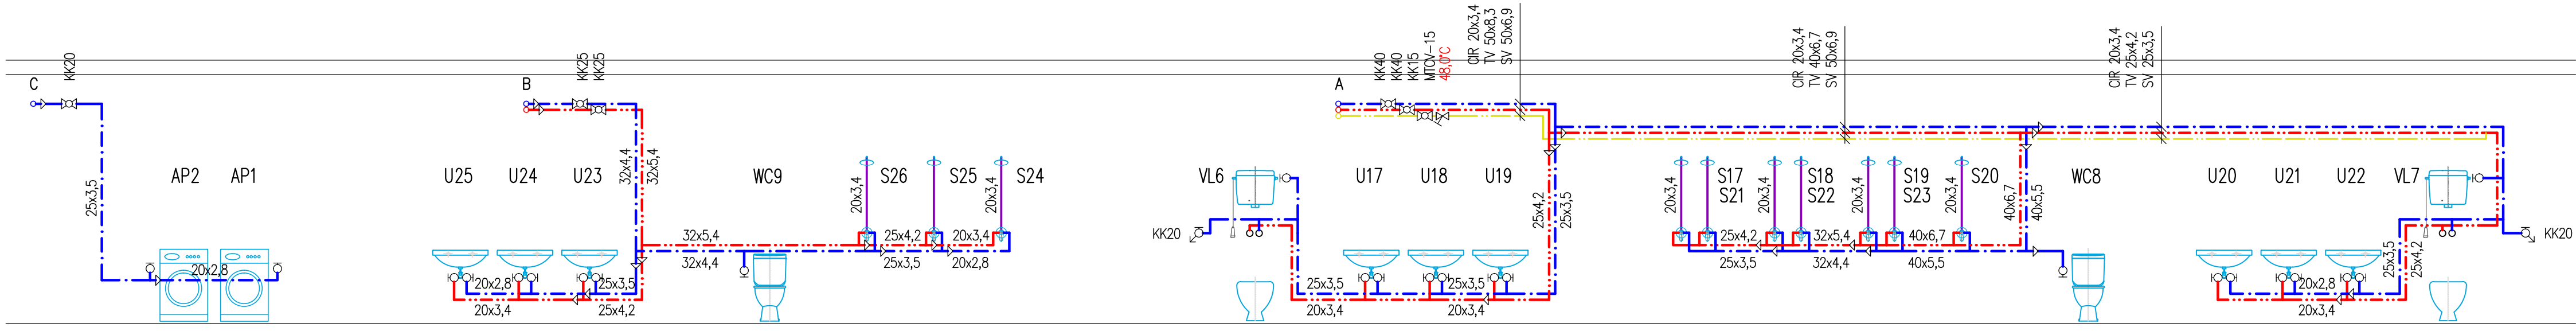 C
KK20
25x3,5
AP2
AP1
20x2,8
B
KK25
KK25
U25
U24
U23
32x4,4
32x5,4
20x2,8
25x3,5
20x3,4
25x4,2
WC9
32x5,4
32x4,4
20x3,4
S26
25x4,2
25x3,5
20x3,4
S25
20x3,4
20x2,8
20x3,4
S24
A
KK40
KK40
KK15
MTCV-15
48,0°C
CIR 20x3,4
TV 50x8,3
SV 50x6,9
VL6
KK20
U17
U18
U19
25x3,5
20x3,4
25x3,5
20x3,4
25x4,2
25x3,5
20x3,4
S17
S21
20x3,4
S18
S22
20x3,4
S19
S23
20x3,4
S20
25x4,2
25x3,5
32x5,4
32x4,4
40x6,7
40x5,5
CIR 20x3,4
TV 40x6,7
SV 50x6,9
40x6,7
40x5,5
WC8
CIR 20x3,4
TV 25x4,2
SV 25x3,5
U20
U21
U22
VL7
20x2,8
20x3,4
25x3,5
25x4,2
KK20